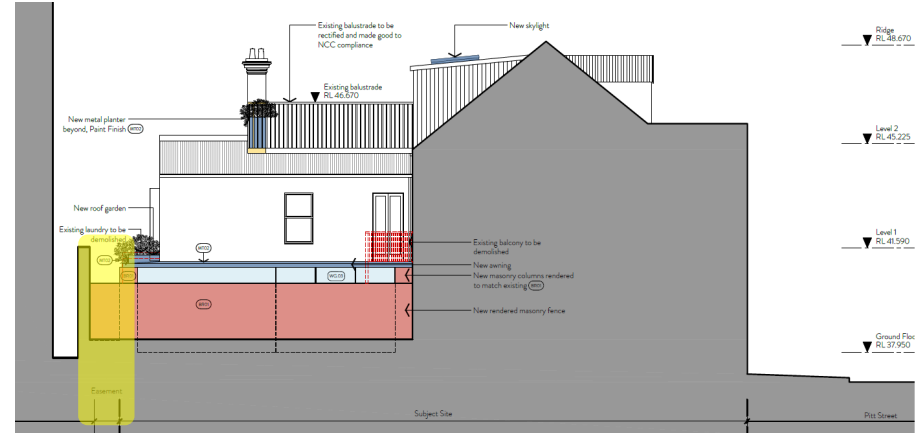 Existing balustrade to be
rectified and made good to
NCC compliance
New skylight
Ridge
RL 48.670
Existing balustrade
RL 46.670
New metal planter
beyond, Paint Finish MT02
Level 2
RL 45.225
New roof garden
Existing laundry to be
demolished
Level 1
RL 41.590
Existing balcony to be
demolished
New awning
New masonry columns rendered
to match existing
WG.03
New rendered masonry fence
Ground Floo
RL 37.950
Easement
Subject Site
Pitt Street